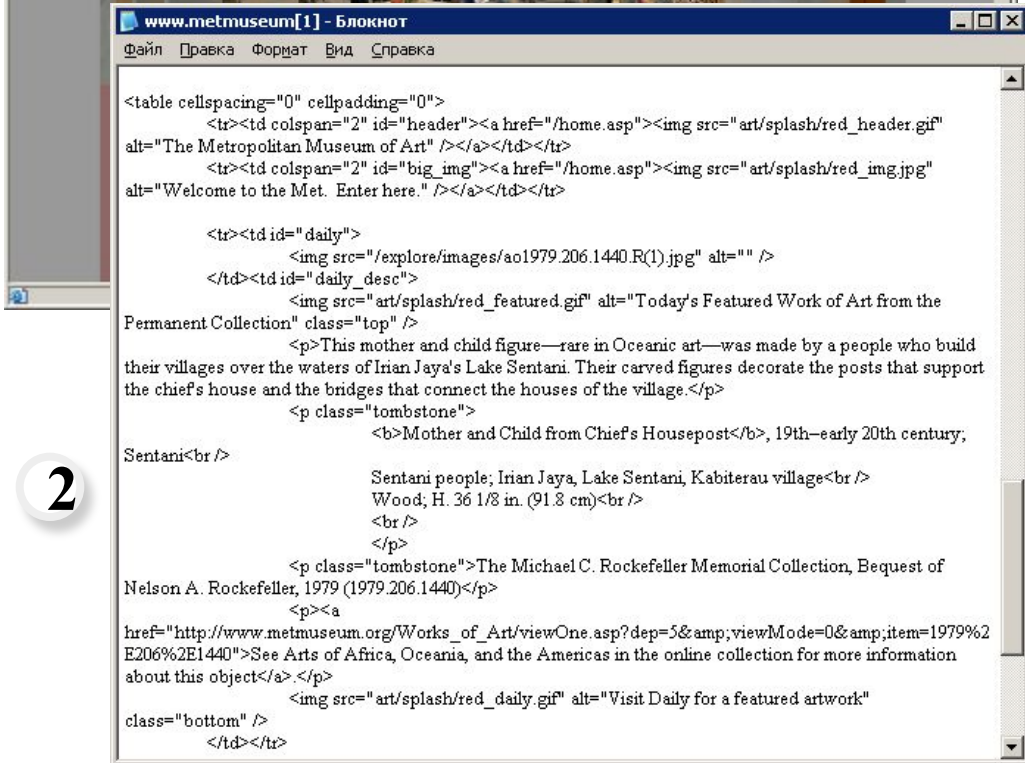 www.metmuseum[1] - Блокнот
Файл Правка Формат Вид Справка
<table cellspacing="0" cellpadding="0">
<tr><td colspan="2" id="header"><a href="/home.asp"><img src="art/splash/red_header.gif"
alt="The Metropolitan Museum of Art" /></a></td></tr>
<tr><td colspan="2" id="big_img"><a href="/home.asp"><img src="art/splash/red_img.jpg"
alt="Welcome to the Met.  Enter here." /></a></td></tr>
<tr><td id="daily">
<img src="/explore/images/ao1979.206.1440.R(1).jpg" alt="" />
</td><td id="daily_desc">
<img src="art/splash/red_featured.gif" alt="Today's Featured Work of Art from the
Permanent Collection" class="top" />
<p>This mother and child figure—rare in Oceanic art—was made by a people who build
their villages over the waters of Irian Jaya's Lake Sentani. Their carved figures decorate the posts that support
the chief's house and the bridges that connect the houses of the village.</p>
<p class="tombstone">
<b>Mother and Child from Chief's Housepost</b>, 19th–early 20th century;
Sentani<br />
Sentani people; Irian Jaya, Lake Sentani, Kabiterau village<br />
2
Wood; H. 36 1/8 in. (91.8 cm)<br />
<br />
</p>
<p class="tombstone">The Michael C. Rockefeller Memorial Collection, Bequest of
Nelson A. Rockefeller, 1979 (1979.206.1440)</p>
<p><a
href="http://www.metmuseum.org/Works_of_Art/viewOne.asp?dep=5&amp;viewMode=0&amp;item=1979%2
E206%2E1440">See Arts of Africa, Oceania, and the Americas in the online collection for more information
about this object</a>.</p>
<img src="art/splash/red_daily.gif" alt="Visit Daily for a featured artwork"
class="bottom" />
</td></tr>